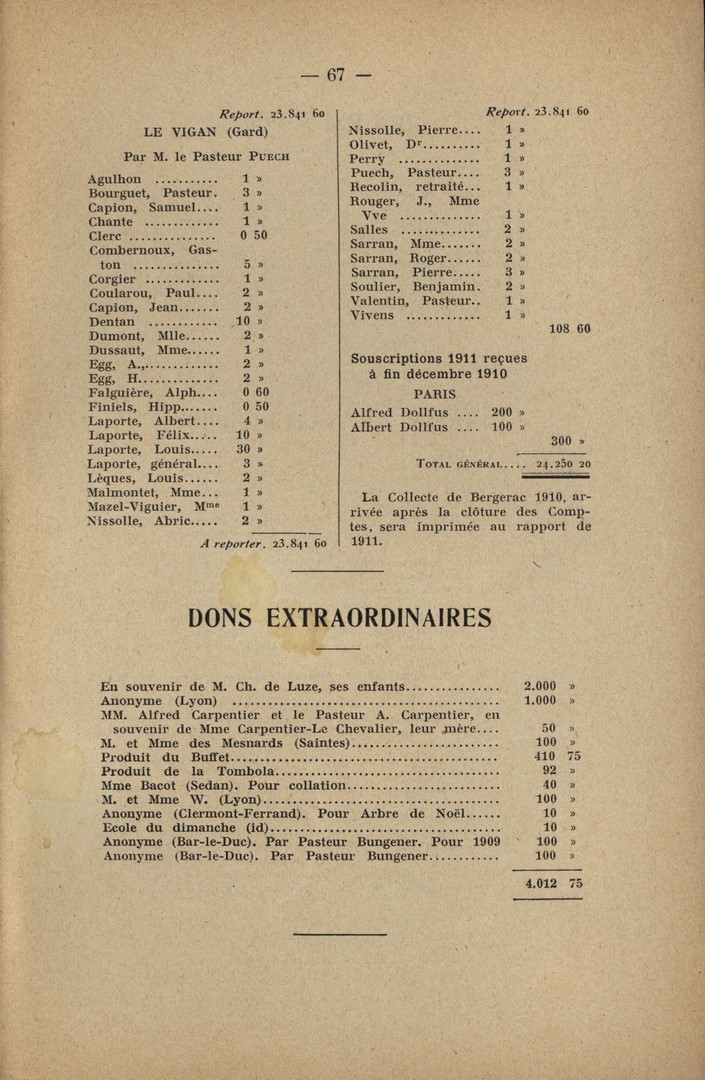 — 67 —
Report. 23.841 60
LE VIGAN (Gard)
Par M. le Pasteur PUECH
Agulhon ........... 1 »
Bourguet, Pasteur. 3 »
Capion, Samuel.... 1 »
Chante ............ 1 »
Clerc .............. 0 50
Combernoux, Gas-
ton .............. 5 »
Corgier ............ 1 »
Coularou, Paul.... 2 »
Capion, Jean....... 2 »
Dentan ........... 10 »
Dumont, Mlle...... 2 »
Dussaut, Mme...... 1 »
Egg, A............. 2 »
Egg, H............. 2 »
Falguière, Alph.... 0 60
Finiels, Hipp....... 0 50
Laporte, Albert.... 4 »
Laporte, Félix..... 10 »
Laporte, Louis..... 30 »
Laporte, général.... 3 »
Lèques, Louis...... 2 »
Malmontet, Mme... 1 »
Mazel-Viguier, Mme 1 »
Nissolle, Abric..... 2 »
A reporter. 23.841 60
Report. 23.841 60
Nissolle, Pierre.... 1 »
Olivet, Dr.......... 1 »
Perry .............. 1 »
Puech, Pasteur.... 3 »
Recolin, retraité... 1 »
Rouger, J., Mme
Vve ............. 1 »
Salles ............. 2 »
Sarran, Mme....... 2 »
Sarran, Roger...... 2 »
Sarran, Pierre..... 3 »
Soulier, Benjamin. 2 »
Valentin, Pasteur.. 1 »
Vivens ............ 1 »
108 60
Souscriptions 1911 reçues
à fin décembre 1910
PARIS
Alfred Dollfus .... 200 »
Albert Dollfus .... 100 »
300 »
TOTAL GÉNÉRAL.... 24.250 20
La Collecte de Bergerac 1910, ar-
rivée après la clôture des Comp-
tes, sera imprimée au rapport de
1911.
DONS EXTRAORDINAIRES
En souvenir de M. Ch. de Luze, ses enfants................ 2.000 »
Anonyme (Lyon) ............................................. 1.000 »
MM. Alfred Carpentier et le Pasteur A. Carpentier, en
souvenir de Mme Carpentier-Le Chevalier, leur mère.... 50 »
M. et Mme des Mesnards (Saintes)......................... 100 »
Produit du Buffet............................................. 410 75
Produit de la Tombola....................................... 92 »
Mme Bacot (Sedan). Pour collation.......................... 40 »
M. et Mme W. (Lyon)......................................... 100 »
Anonyme (Clermont-Ferrand). Pour Arbre de Noël...... 10 »
Ecole du dimanche (id)........................................ 10 »
Anonyme (Bar-le-Duc). Par Pasteur Bungener. Pour 1909 100 »
Anonyme (Bar-le-Duc). Par Pasteur Bungener............ 100 »
4.012 75